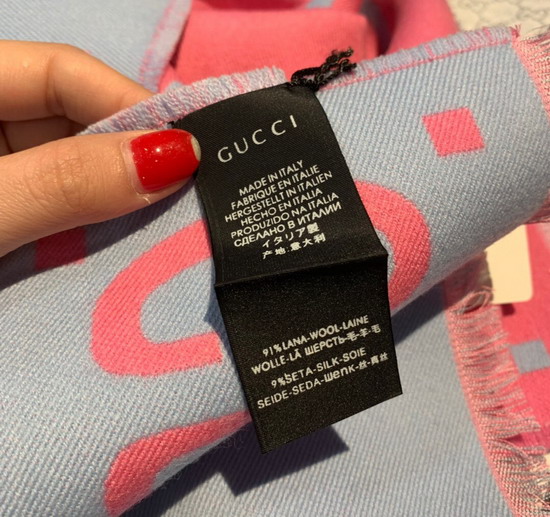 GUCCI
MADE IN ITALY
FABRIQUE EN ITALIE
HERGESTELLT IN ITALIEN
HECHO EN ITALIA
PRODUZIDO NA ITALIA
СДЕЛАНО В ИТАЛИИ
イタリア製
产地:意大利
91%LANA-WOOL-LAINE
WOLLE-LÃ ШЕРСТЬ-毛-羊-毛
9%SETA-SILK-SOIE
SEIDE-SEDA-ШЕЛК-丝-真丝